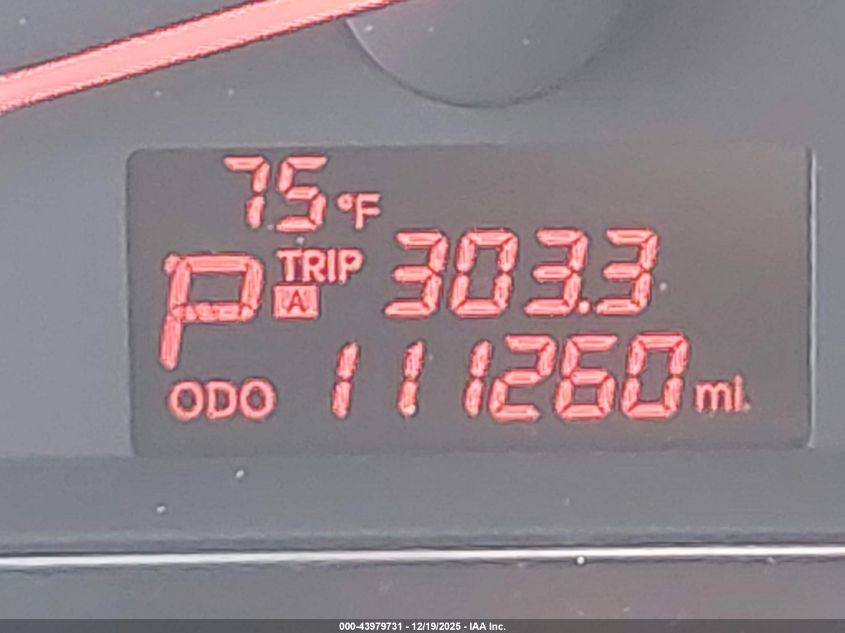 75 °F
P TRIP A 303.3
ODO 111260 mi.
000-43979731 - 12/19/2025 - IAA Inc.